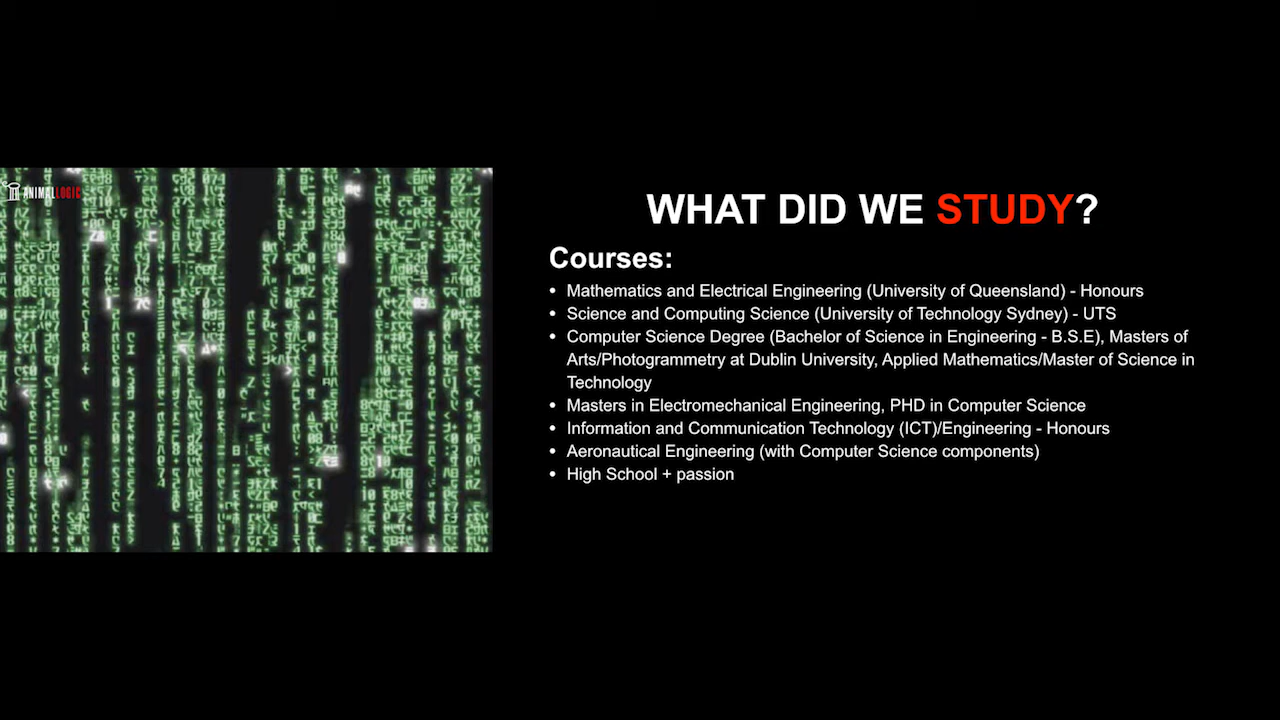 ANIMALLOGIC
WHAT DID WE STUDY?
Courses:
• Mathematics and Electrical Engineering (University of Queensland) - Honours
• Science and Computing Science (University of Technology Sydney) - UTS
• Computer Science Degree (Bachelor of Science in Engineering - B.S.E), Masters of
Arts/Photogrammetry at Dublin University, Applied Mathematics/Master of Science in
Technology
• Masters in Electromechanical Engineering, PHD in Computer Science
• Information and Communication Technology (ICT)/Engineering - Honours
• Aeronautical Engineering (with Computer Science components)
• High School + passion